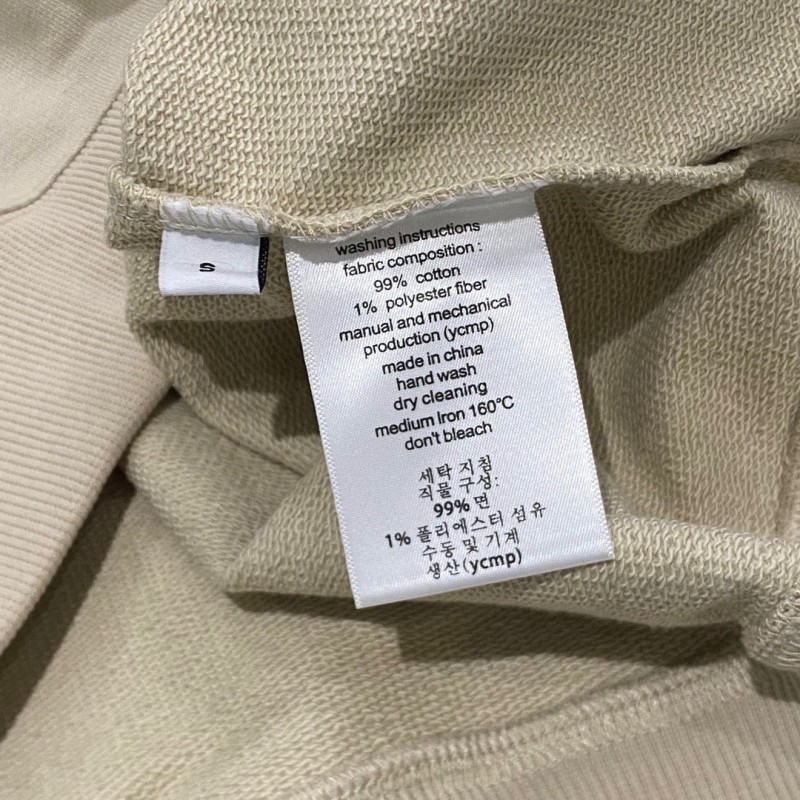 S
washing instructions
fabric composition :
99% cotton
1% polyester fiber
manual and mechanical
production (ycmp)
made in china
hand wash
dry cleaning
medium Iron 160°C
don't bleach
세탁 지침
직물 구성:
99% 면
1% 폴리에스터 섬유
수동 및 기계
생산(ycmp)